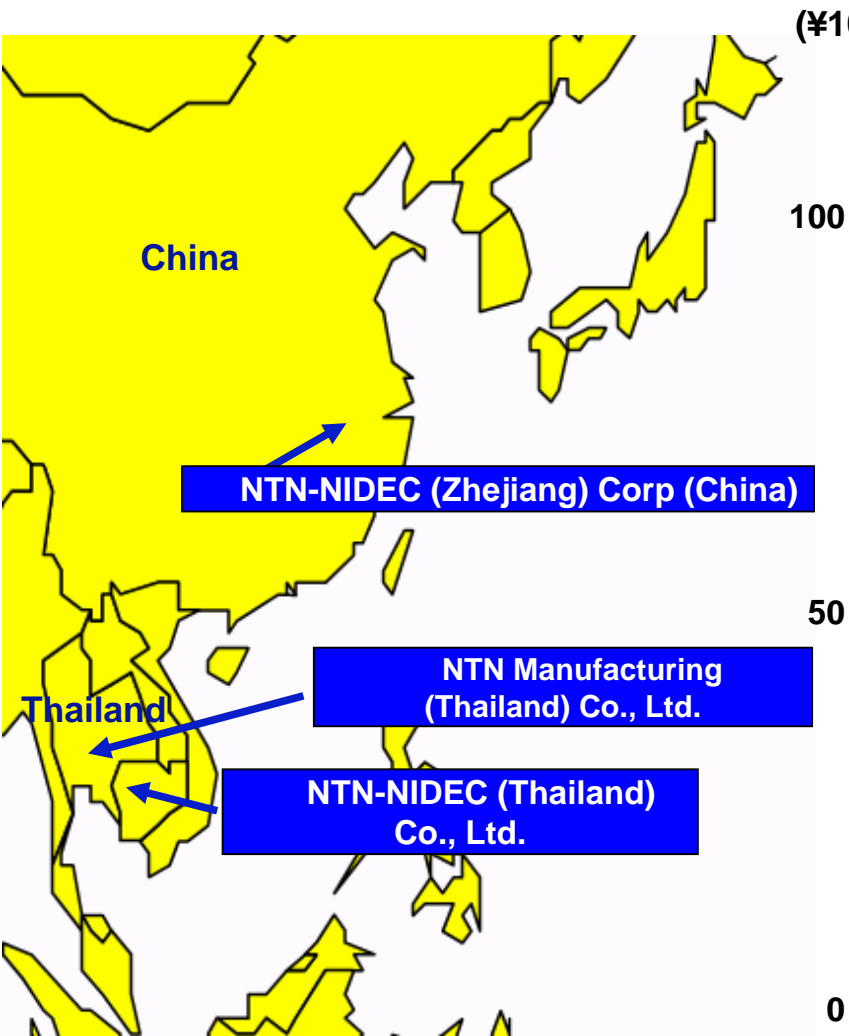 (¥10
100
China
NTN-NIDEC (Zhejiang) Corp (China)
50
NTN Manufacturing
(Thailand) Co., Ltd.
Thailand
NTN-NIDEC (Thailand)
Co., Ltd.
0